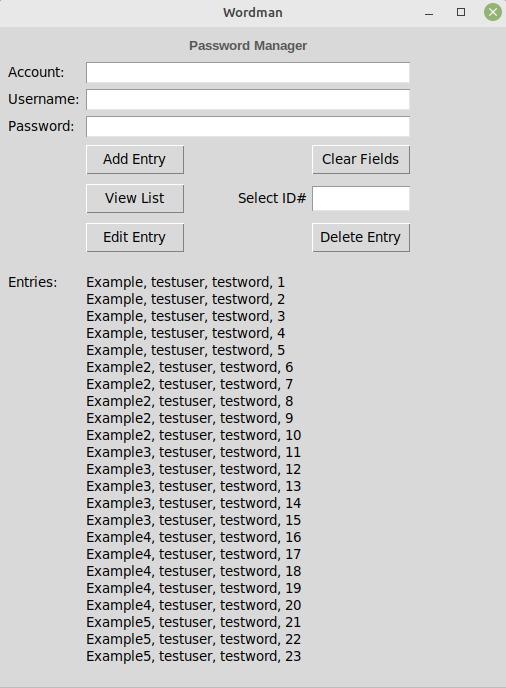 Wordman
Password Manager
Account:
Username:
Password:
Add Entry Clear Fields
View List Select ID#
Edit Entry Delete Entry
Entries: Example, testuser, testword, 1
Example, testuser, testword, 2
Example, testuser, testword, 3
Example, testuser, testword, 4
Example, testuser, testword, 5
Example2, testuser, testword, 6
Example2, testuser, testword, 7
Example2, testuser, testword, 8
Example2, testuser, testword, 9
Example2, testuser, testword, 10
Example3, testuser, testword, 11
Example3, testuser, testword, 12
Example3, testuser, testword, 13
Example3, testuser, testword, 14
Example3, testuser, testword, 15
Example4, testuser, testword, 16
Example4, testuser, testword, 17
Example4, testuser, testword, 18
Example4, testuser, testword, 19
Example4, testuser, testword, 20
Example5, testuser, testword, 21
Example5, testuser, testword, 22
Example5, testuser, testword, 23